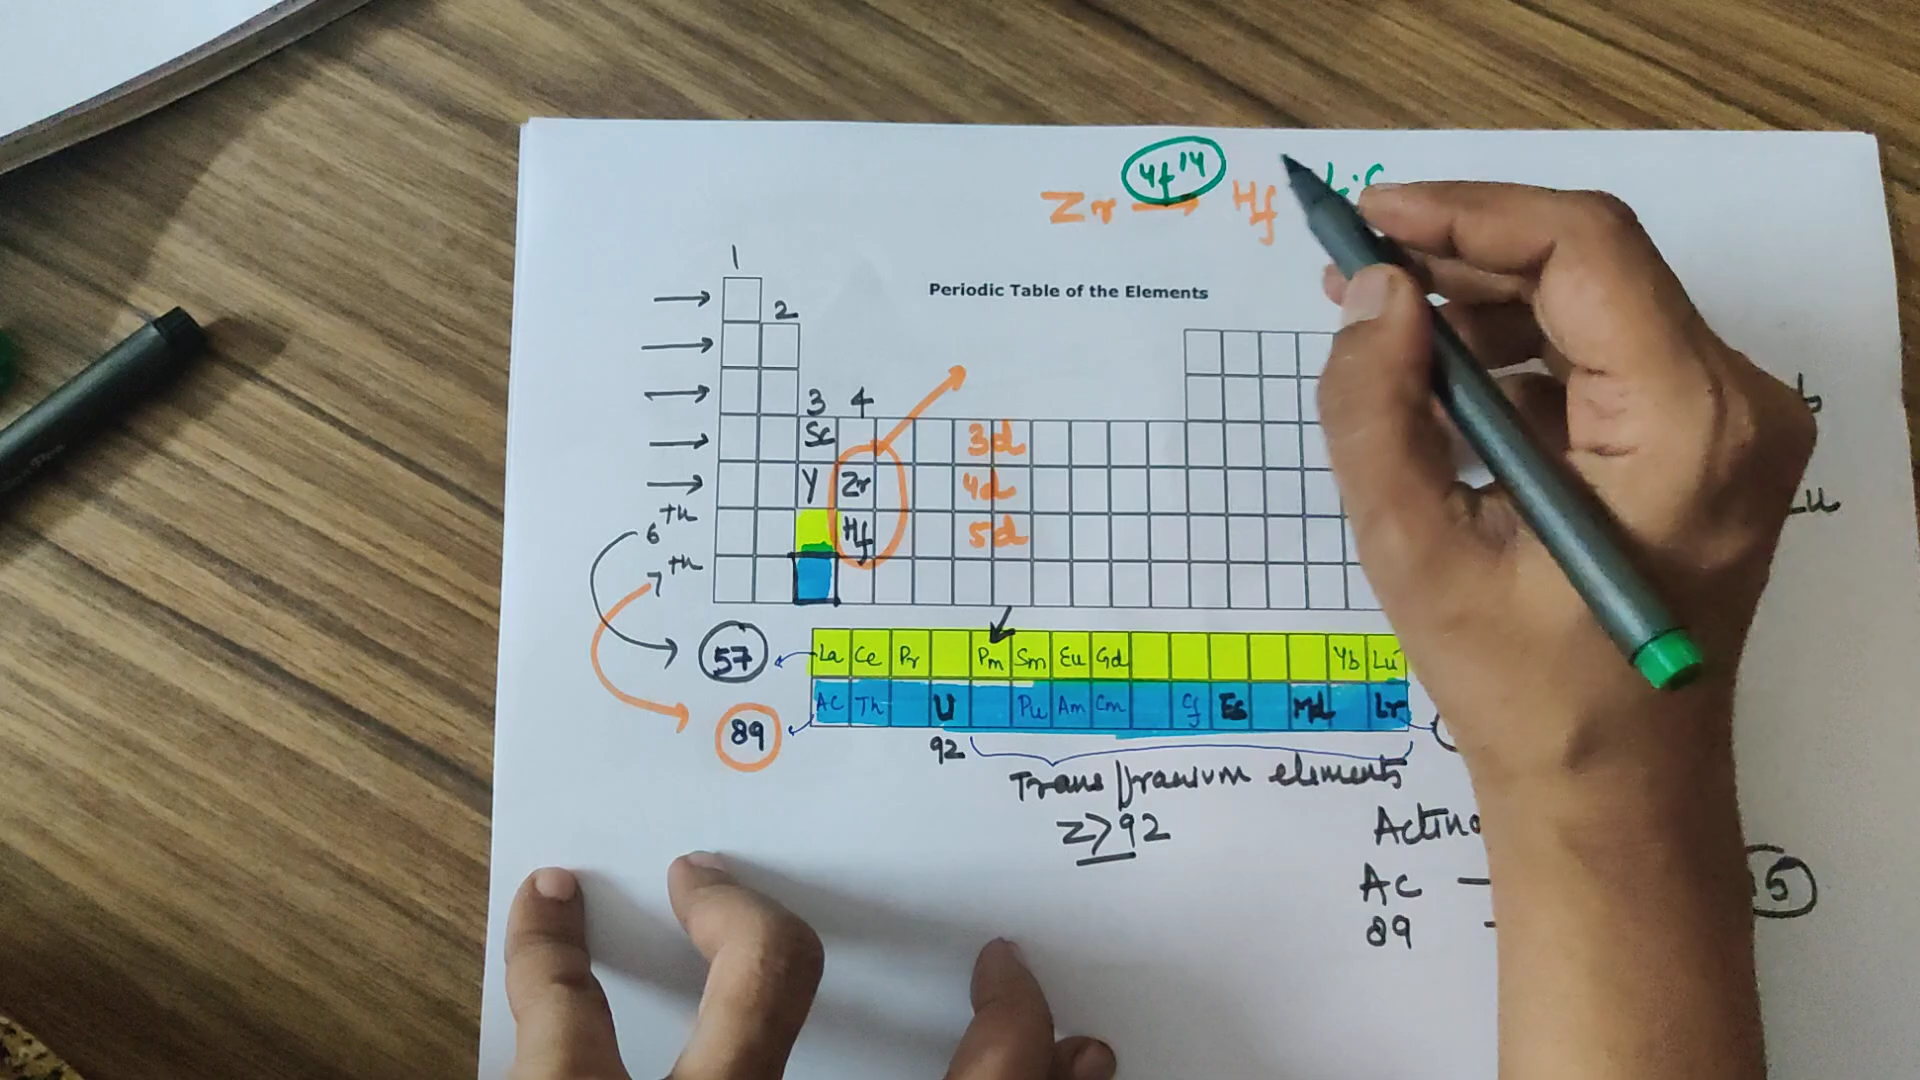 4f14
Zr → Hf
1
Periodic Table of the Elements
2
3 4
Sc 3d
Y Zr 4d
6th Hf 5d
7th
57 La Ce Pr Pm Sm Eu Gd Yb Lu
89 AC Th U Pu Am Cm Cf Es Md Lr
92
Trans Uranium elements
Z>92
AC —
89 -
5